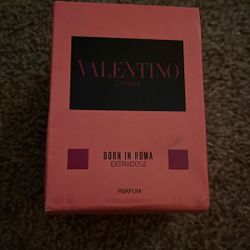 VALENTINO
DONNA
BORN IN ROMA
EXTRADOSE
PARFUM